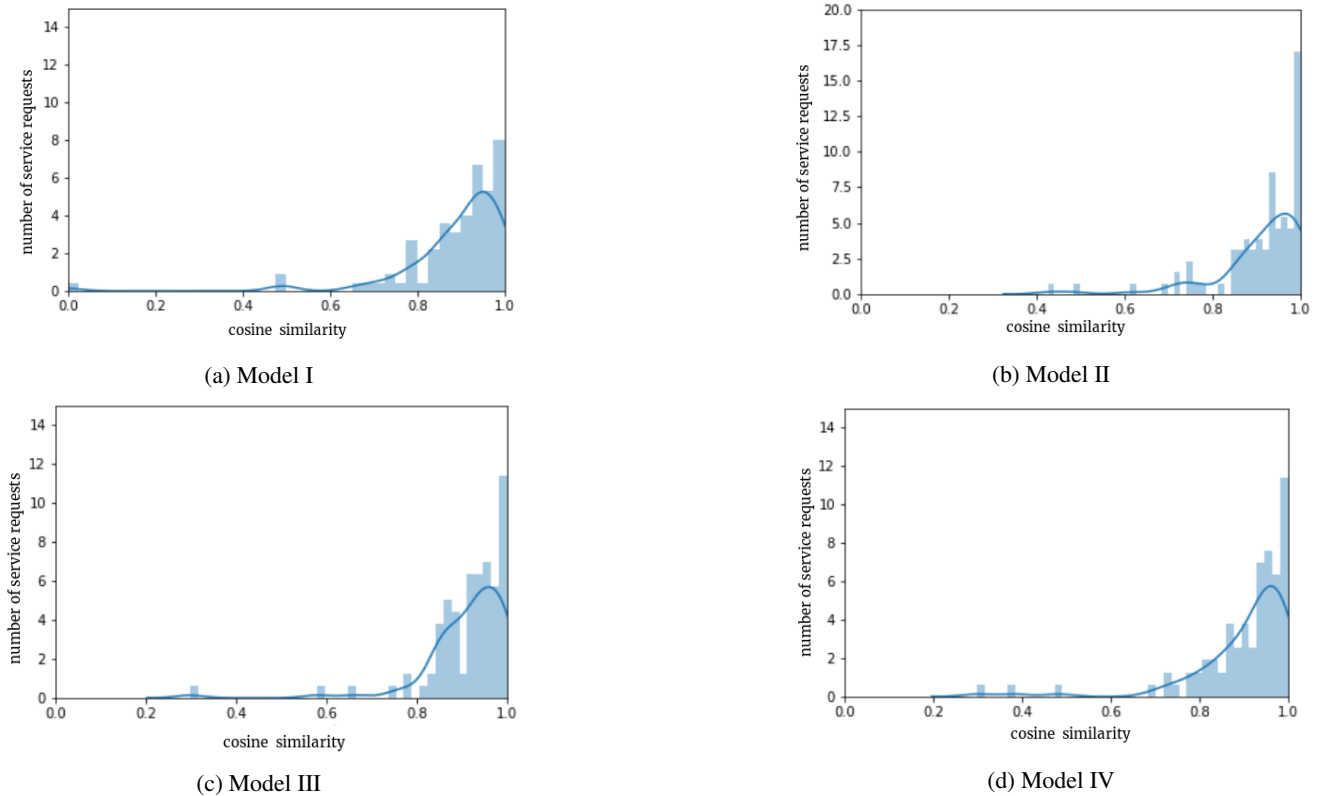 number of service requests
14
12
10
8
6
4
2
0
0.0 0.2 0.4 0.6 0.8 1.0
cosine similarity
(a) Model I
number of service requests
20.0
17.5
15.0
12.5
10.0
7.5
5.0
2.5
0.0
0.0 0.2 0.4 0.6 0.8 1.0
cosine similarity
(b) Model II
number of service requests
14
12
10
8
6
4
2
0
0.0 0.2 0.4 0.6 0.8 1.0
cosine similarity
(c) Model III
number of service requests
14
12
10
8
6
4
2
0
0.0 0.2 0.4 0.6 0.8 1.0
cosine similarity
(d) Model IV